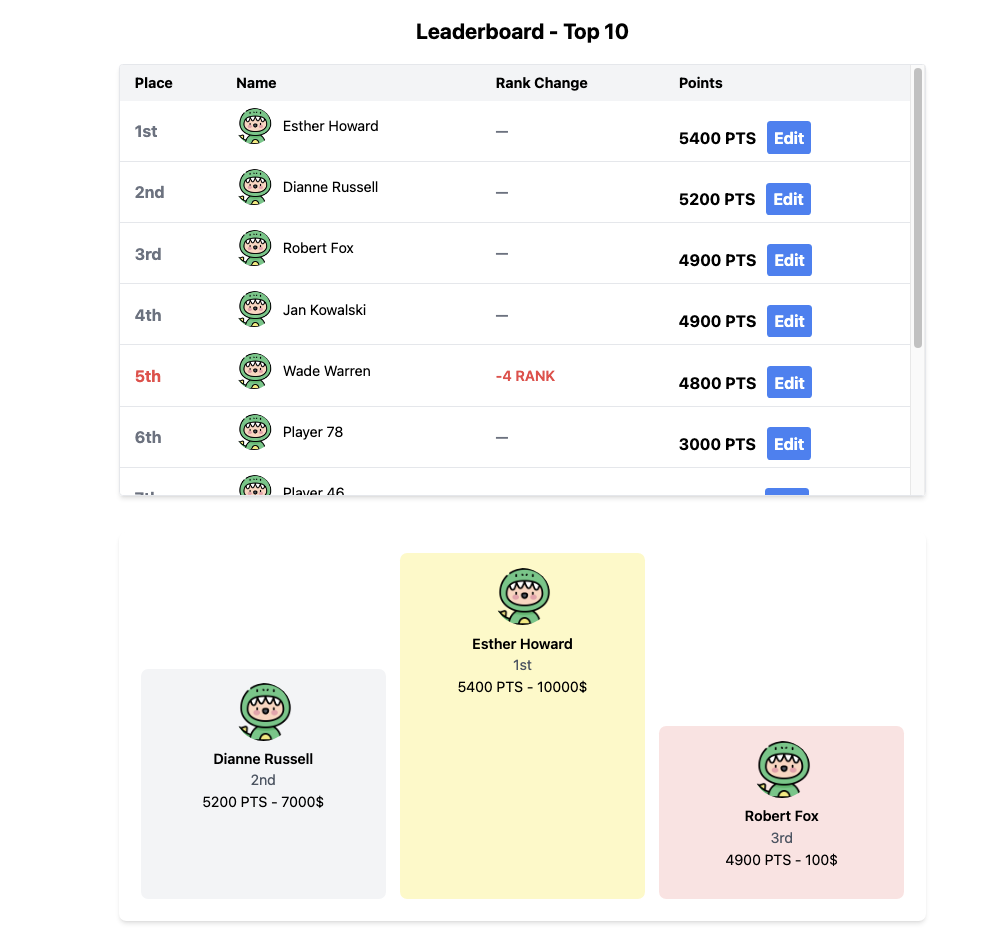 Leaderboard - Top 10
Place Name Rank Change Points
1st Esther Howard — 5400 PTS Edit
2nd Dianne Russell — 5200 PTS Edit
3rd Robert Fox — 4900 PTS Edit
4th Jan Kowalski — 4900 PTS Edit
5th Wade Warren -4 RANK 4800 PTS Edit
6th Player 78 — 3000 PTS Edit
7th Player 46
Esther Howard
1st
5400 PTS - 10000$
Dianne Russell
2nd
5200 PTS - 7000$
Robert Fox
3rd
4900 PTS - 100$